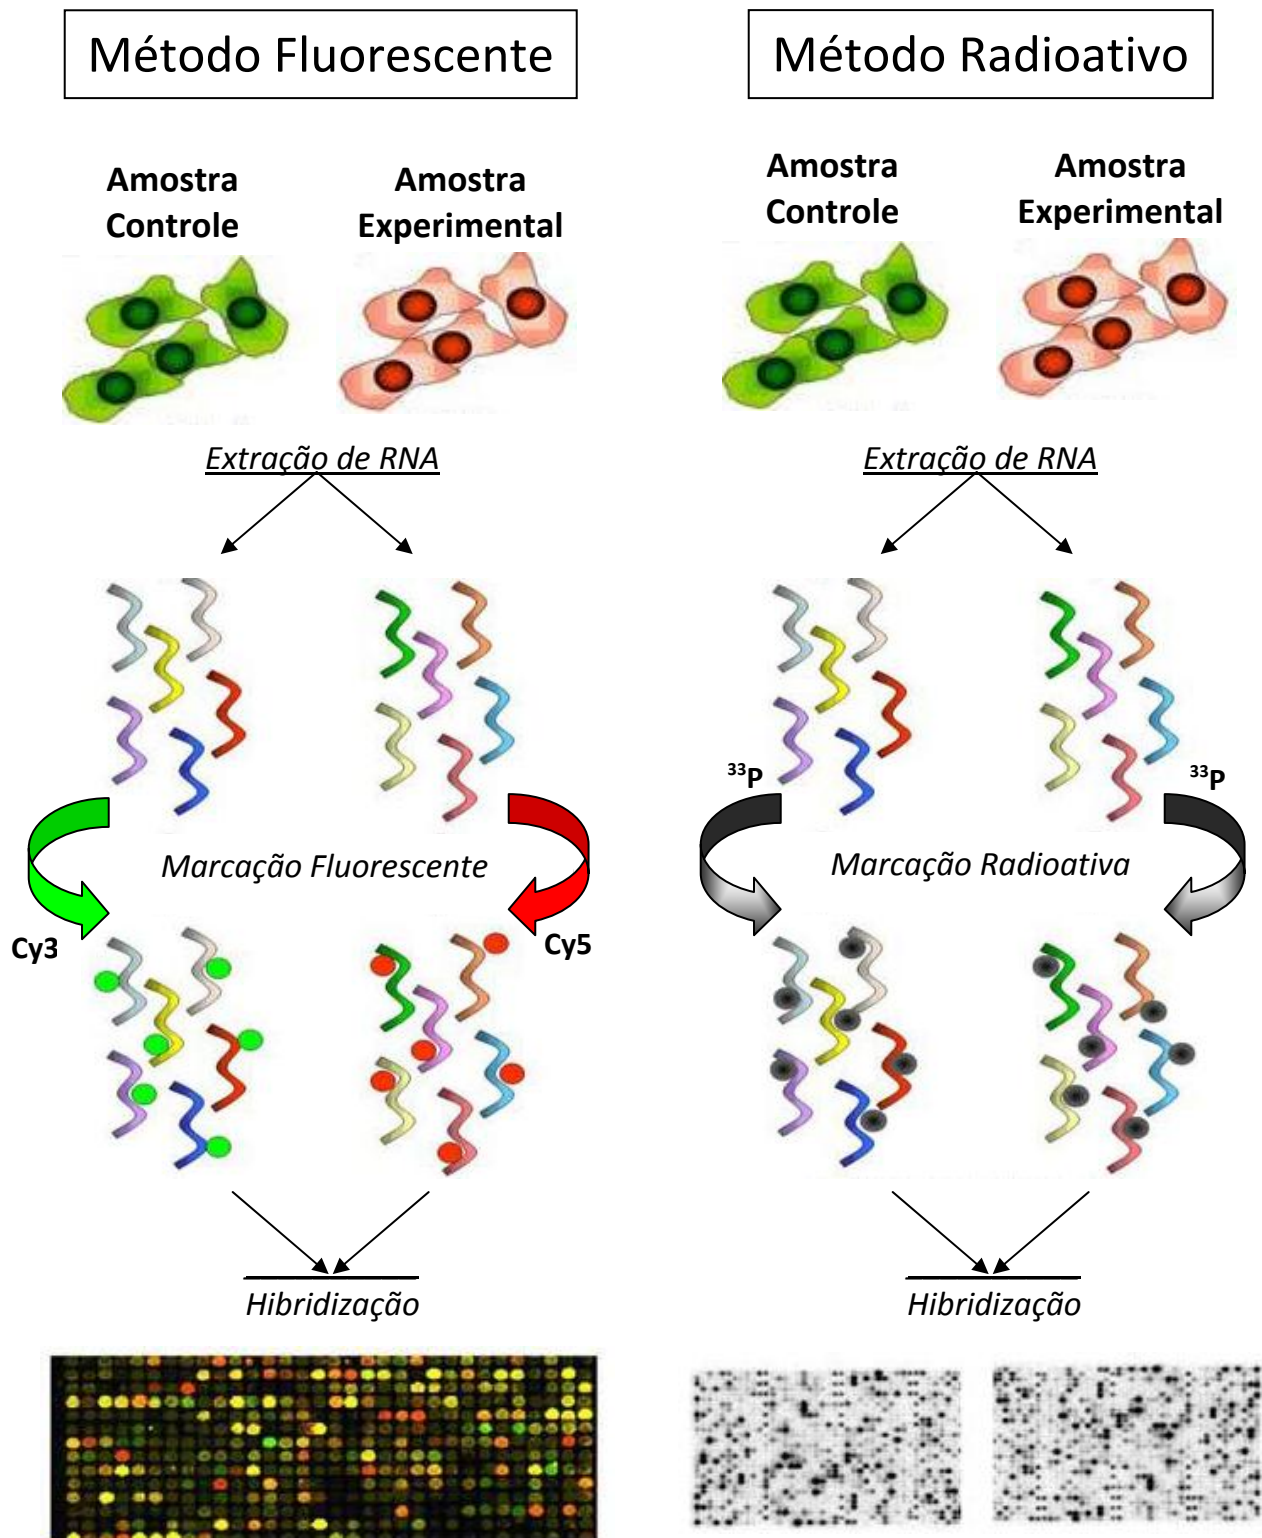 Método Fluorescente
Amostra
Controle
Amostra
Experimental
Extração de RNA
Marcação Fluorescente
Cy3
Cy5
Hibridização
Método Radioativo
Amostra
Controle
Amostra
Experimental
Extração de RNA
³³P
³³P
Marcação Radioativa
Hibridização